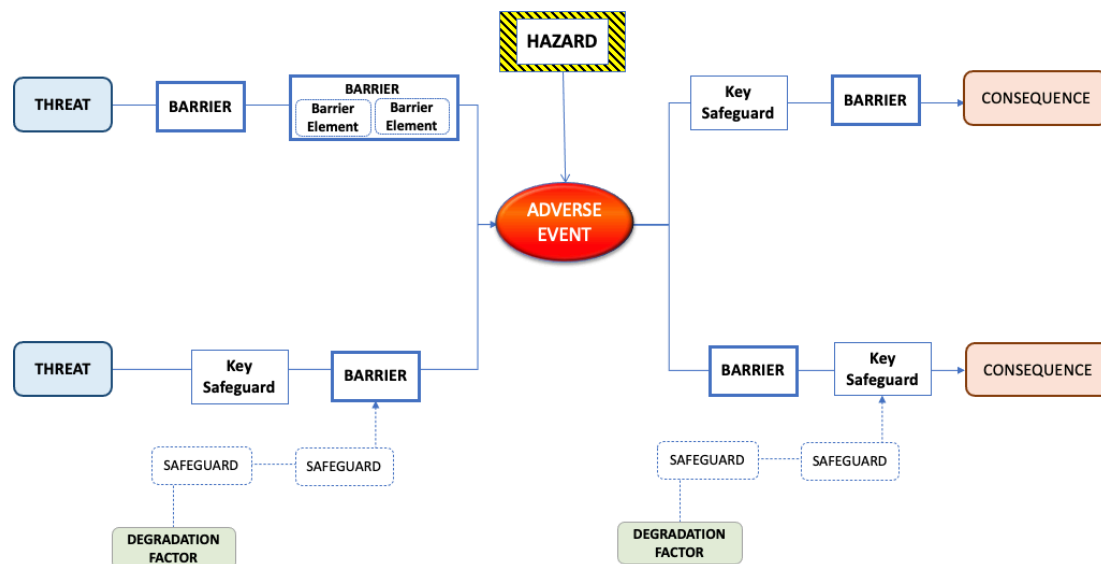 HAZARD
THREAT
BARRIER
BARRIER
Barrier
Element
Barrier
Element
Key
Safeguard
BARRIER
CONSEQUENCE
ADVERSE
EVENT
THREAT
Key
Safeguard
BARRIER
BARRIER
Key
Safeguard
CONSEQUENCE
SAFEGUARD
SAFEGUARD
SAFEGUARD
SAFEGUARD
DEGRADATION
FACTOR
DEGRADATION
FACTOR